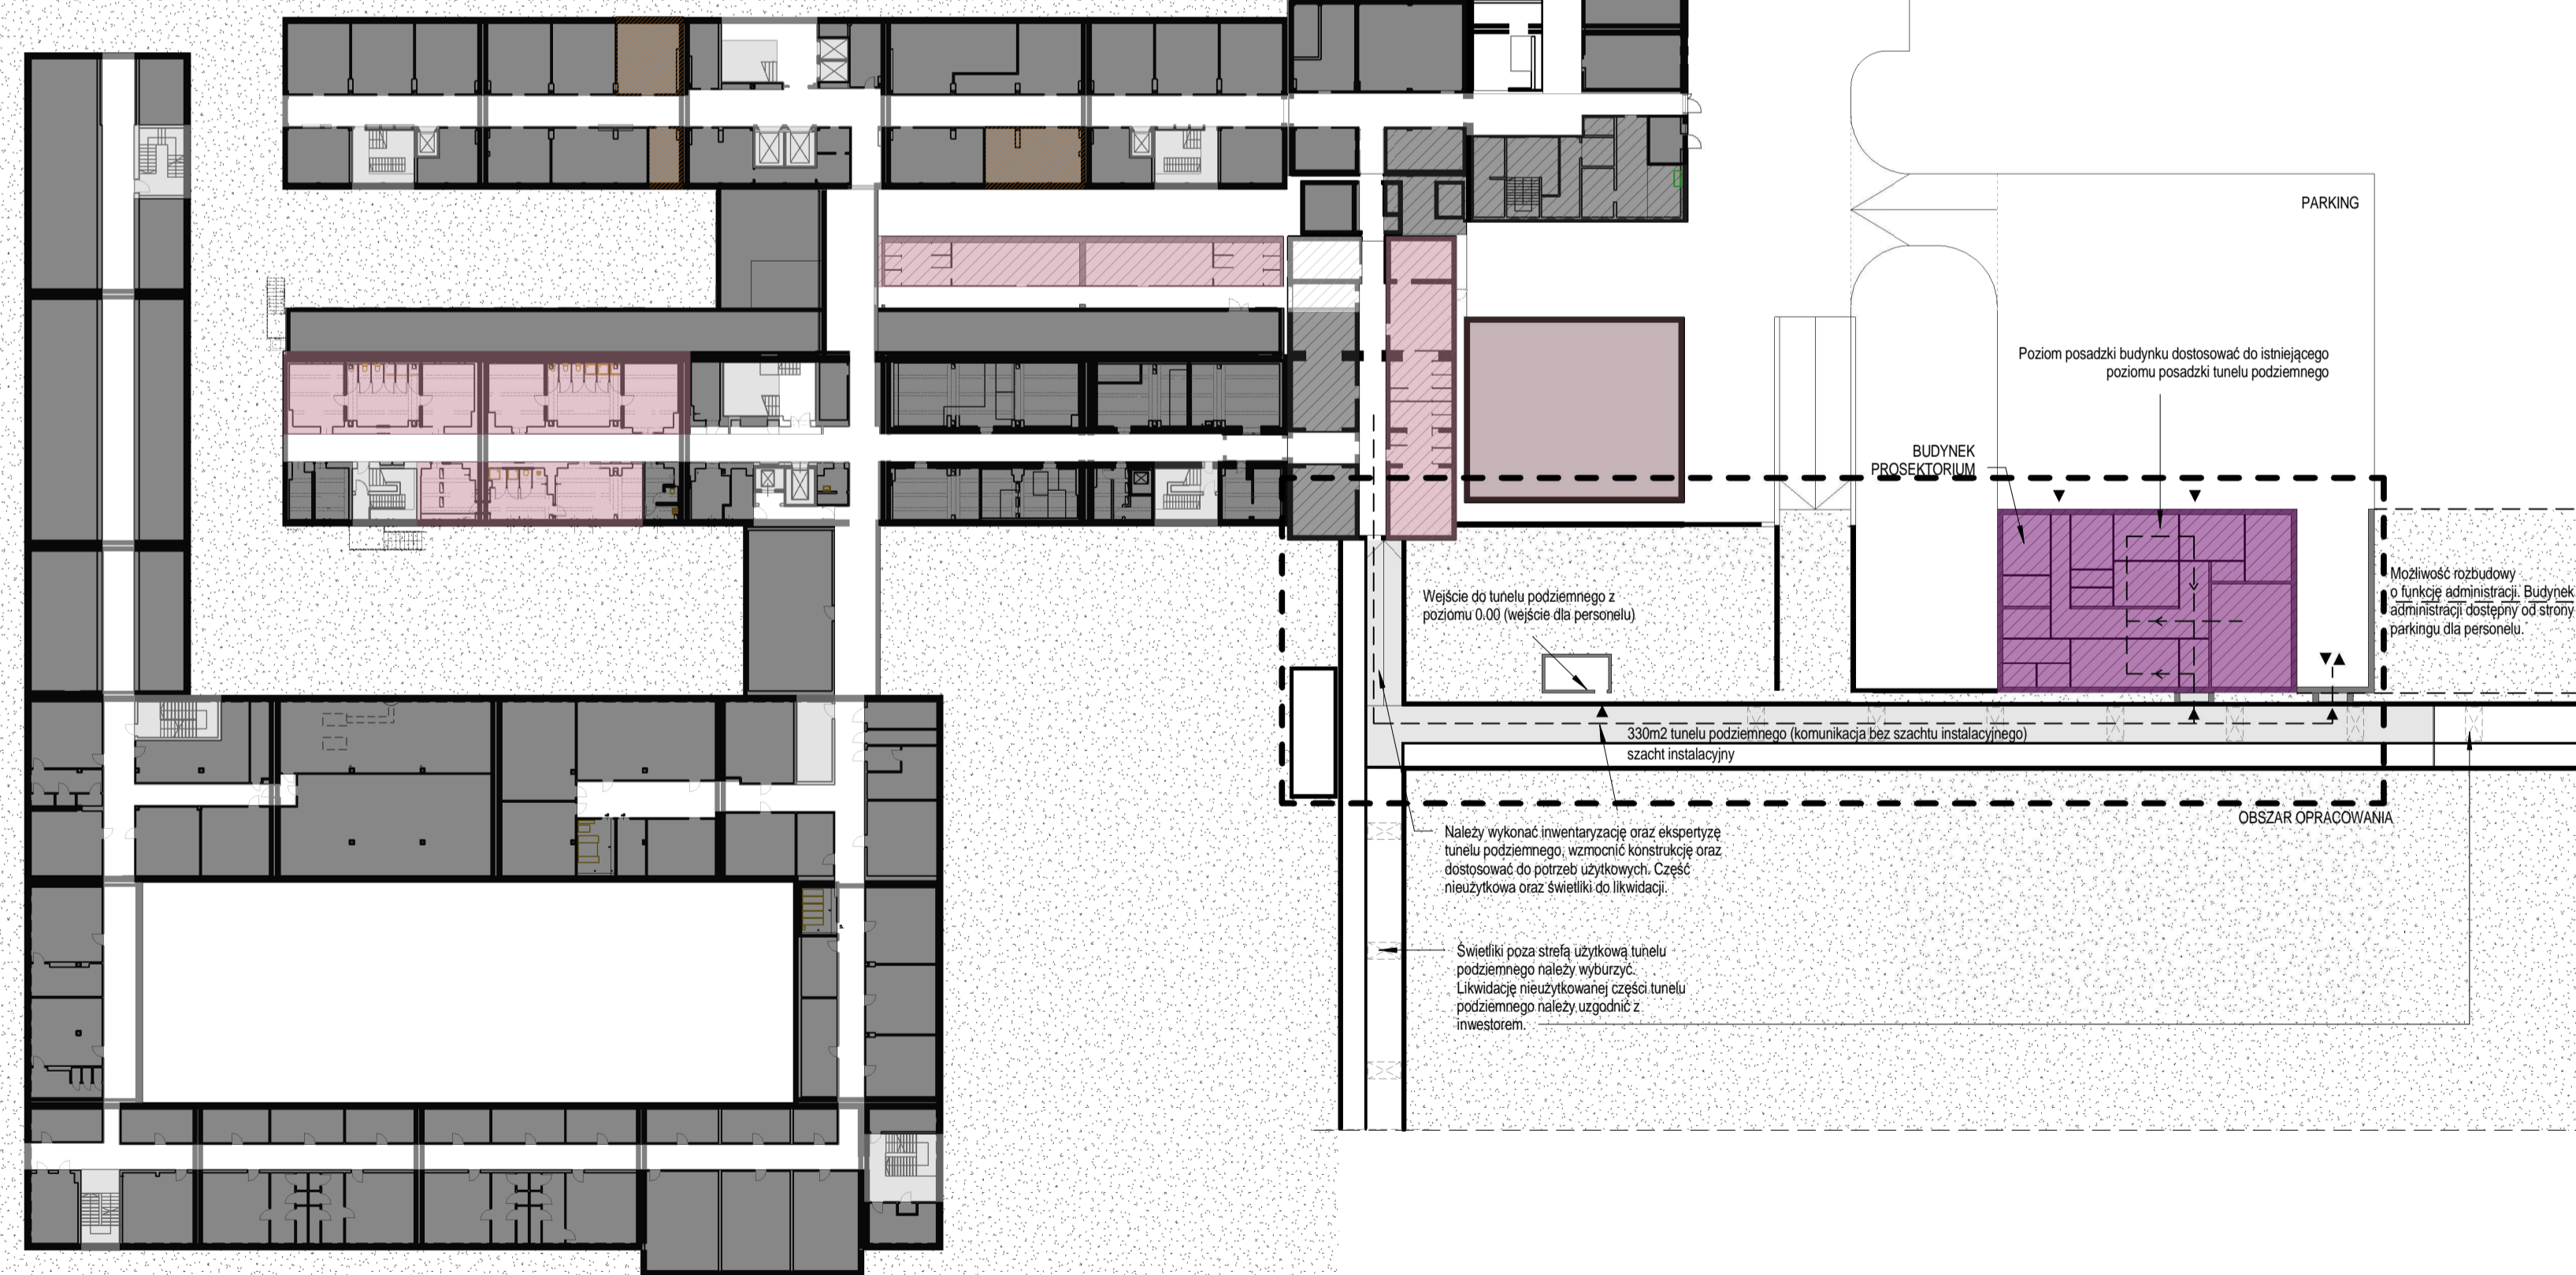 PARKING
Poziom posadzki budynku dostosować do istniejącego
poziomu posadzki tunelu podziemnego
BUDYNEK
PROSEKTORIUM
Możliwość rozbudowy
o funkcję administracji. Budynek
administracji dostępny od strony
parkingu dla personelu.
Wejście do tunelu podziemnego z
poziomu 0.00 (wejście dla personelu)
330m2 tunelu podziemnego (komunikacja bez szachtu instalacyjnego)
szacht instalacyjny
OBSZAR OPRACOWANIA
Należy wykonać inwentaryzację oraz ekspertyzę
tunelu podziemnego, wzmocnić konstrukcję oraz
dostosować do potrzeb użytkowych. Część
nieużytkowa oraz świetliki do likwidacji.
Świetliki poza strefą użytkową tunelu
podziemnego należy wyburzyć.
Likwidację nieużytkowanej części tunelu
podziemnego należy uzgodnić z
inwestorem.